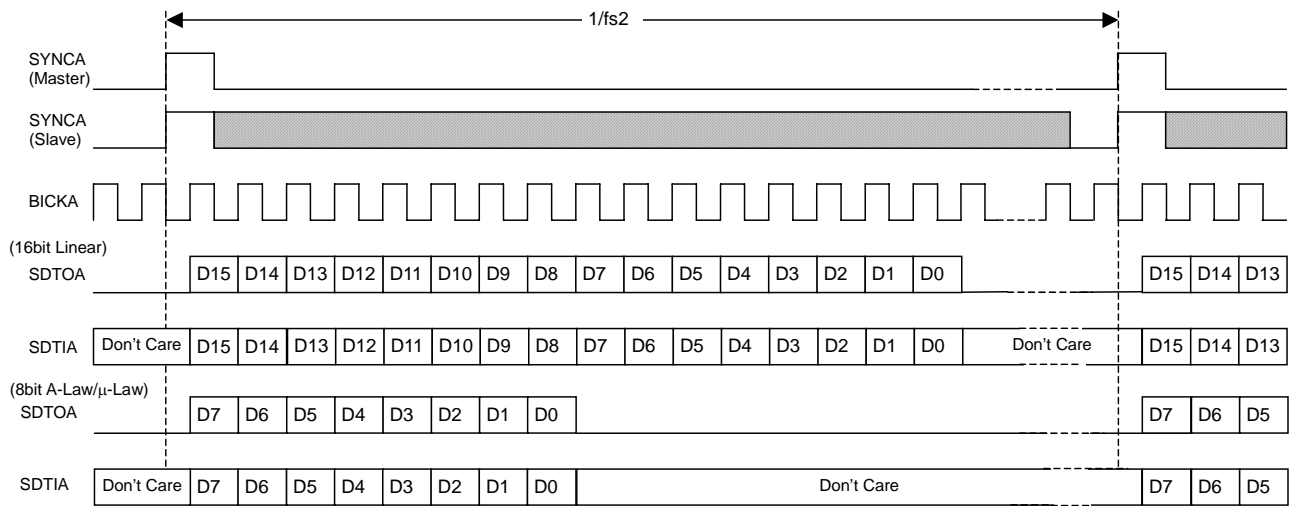 1/fs2
SYNCA
(Master)
SYNCA
(Slave)
BICKA
(16bit Linear)
SDTOA D15 D14 D13 D12 D11 D10 D9 D8 D7 D6 D5 D4 D3 D2 D1 D0 D15 D14 D13
SDTIA Don't Care D15 D14 D13 D12 D11 D10 D9 D8 D7 D6 D5 D4 D3 D2 D1 D0 Don't Care D15 D14 D13
(8bit A-Law/μ-Law)
SDTOA D7 D6 D5 D4 D3 D2 D1 D0 D7 D6 D5
SDTIA Don't Care D7 D6 D5 D4 D3 D2 D1 D0 Don't Care D7 D6 D5